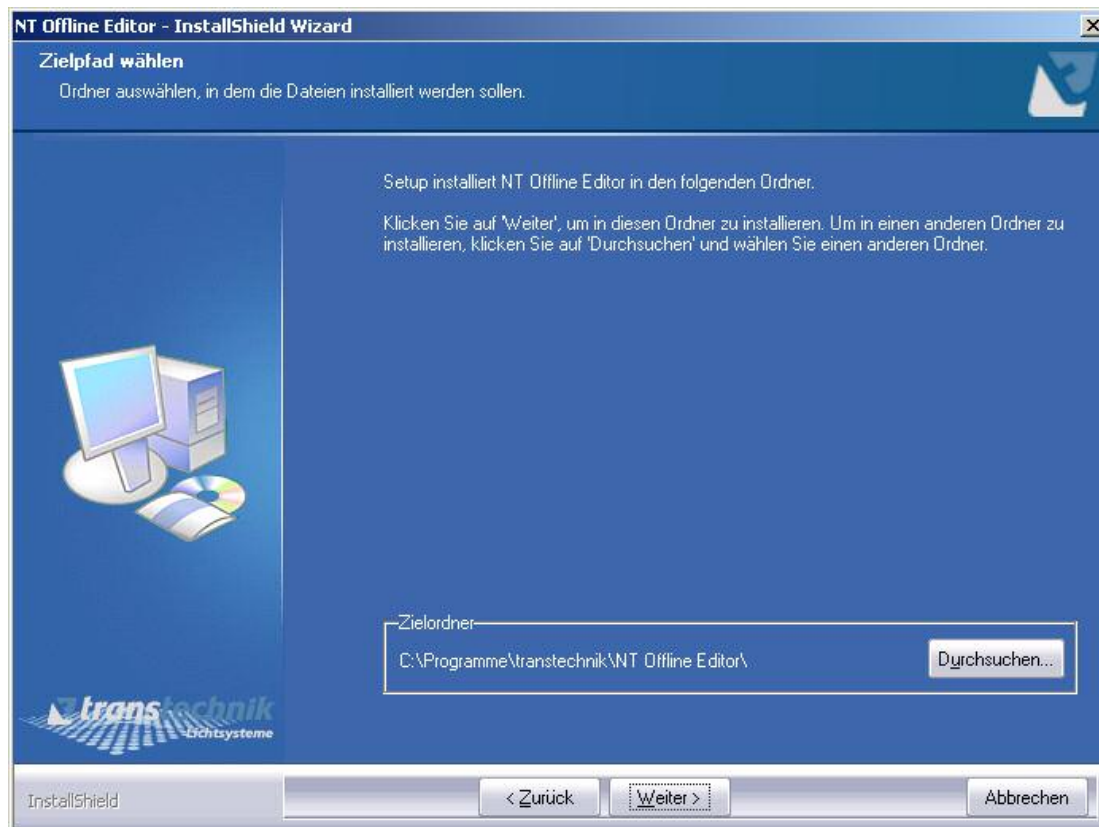 NT Offline Editor - InstallShield Wizard
Zielpfad wählen
Ordner auswählen, in dem die Dateien installiert werden sollen.
Setup installiert NT Offline Editor in den folgenden Ordner.
Klicken Sie auf 'Weiter', um in diesen Ordner zu installieren. Um in einen anderen Ordner zu
installieren, klicken Sie auf 'Durchsuchen' und wählen Sie einen anderen Ordner.
Zielordner
C:\Programme\transtechnik\NT Offline Editor\
Durchsuchen...
transtechnik
Lichtsysteme
InstallShield
< Zurück
Weiter >
Abbrechen